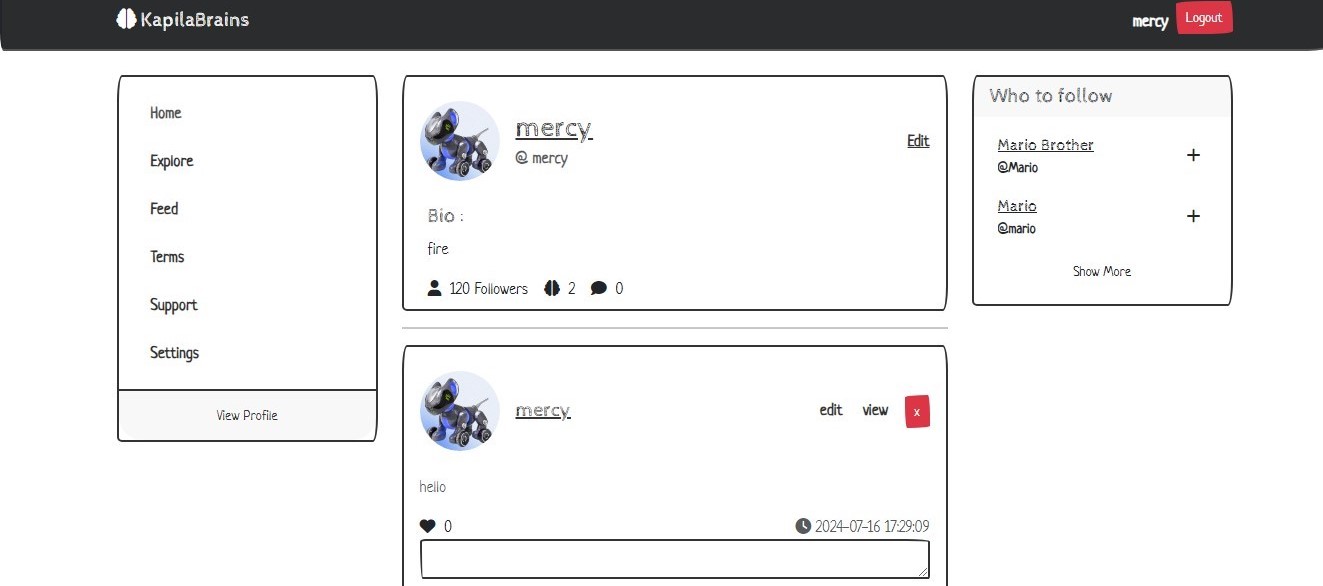 KapilaBrains
mercy Logout
Home
Explore
Feed
Terms
Support
Settings
View Profile
mercy
@ mercy
Edit
Bio :
fire
120 Followers 2 0
mercy
edit view x
hello
0 2024-07-16 17:29:09
Who to follow
Mario Brother
@Mario
+
Mario
@mario
+
Show More